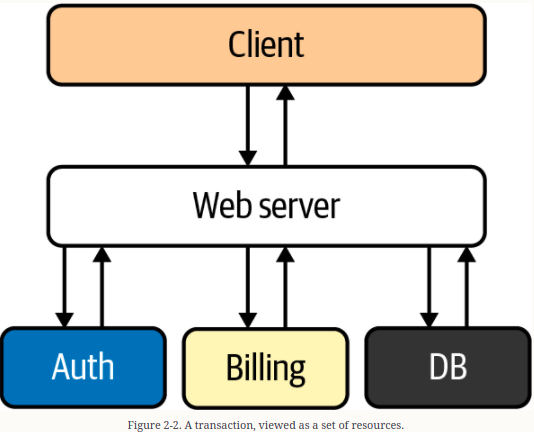 Client
Web server
Auth
Billing
DB
Figure 2-2. A transaction, viewed as a set of resources.